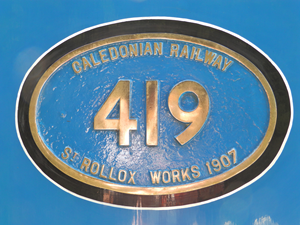 CALEDONIAN RAILWAY
419
ST ROLLOX WORKS 1907